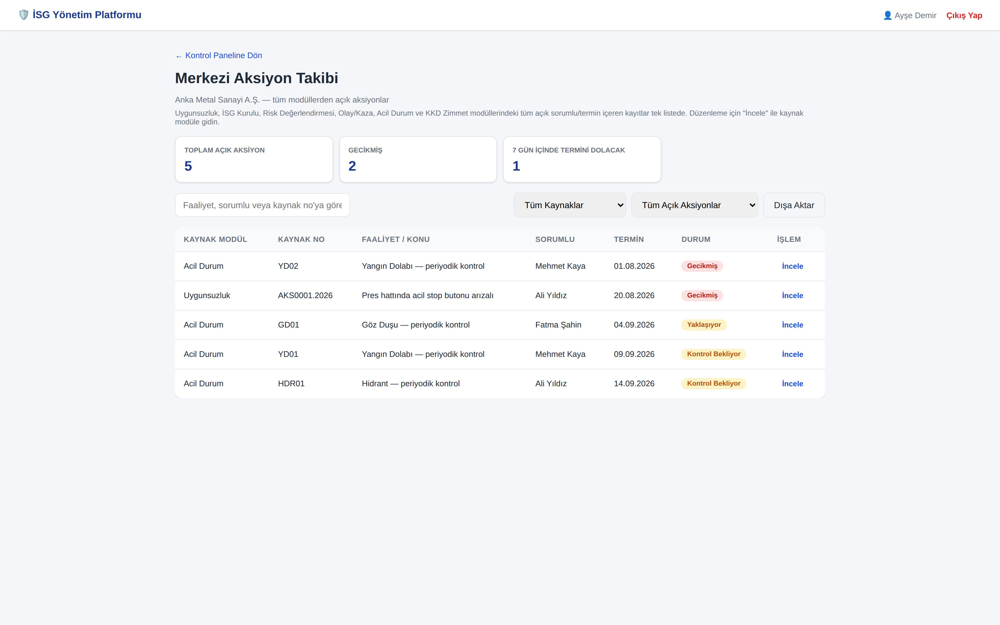 İSG Yönetim Platformu
Ayşe Demir Çıkış Yap
← Kontrol Paneline Dön
Merkezi Aksiyon Takibi
Anka Metal Sanayi A.Ş. — tüm modüllerden açık aksiyonlar
Uygunsuzluk, İSG Kurulu, Risk Değerlendirmesi, Olay/Kaza, Acil Durum ve KKD Zimmet modüllerindeki tüm açık sorumlu/termin içeren kayıtlar tek listede. Düzenleme için "İncele" ile kaynak
modüle gidin.
TOPLAM AÇIK AKSİYON
5
GECİKMİŞ
2
7 GÜN İÇİNDE TERMİNİ DOLACAK
1
Faaliyet, sorumlu veya kaynak no'ya göre
Tüm Kaynaklar
Tüm Açık Aksiyonlar
Dışa Aktar
KAYNAK MODÜL KAYNAK NO FAALİYET / KONU SORUMLU TERMİN DURUM İŞLEM
Acil Durum YD02 Yangın Dolabı — periyodik kontrol Mehmet Kaya 01.08.2026 Gecikmiş İncele
Uygunsuzluk AKS0001.2026 Pres hattında acil stop butonu arızalı Ali Yıldız 20.08.2026 Gecikmiş İncele
Acil Durum GD01 Göz Duşu — periyodik kontrol Fatma Şahin 04.09.2026 Yaklaşıyor İncele
Acil Durum YD01 Yangın Dolabı — periyodik kontrol Mehmet Kaya 09.09.2026 Kontrol Bekliyor İncele
Acil Durum HDR01 Hidrant — periyodik kontrol Ali Yıldız 14.09.2026 Kontrol Bekliyor İncele